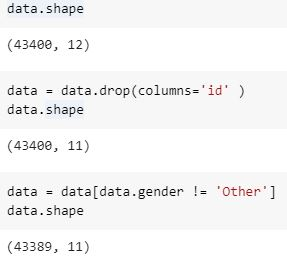 data.shape
(43400, 12)
data = data.drop(columns='id' )
data.shape
(43400, 11)
data = data[data.gender != 'Other']
data.shape
(43389, 11)